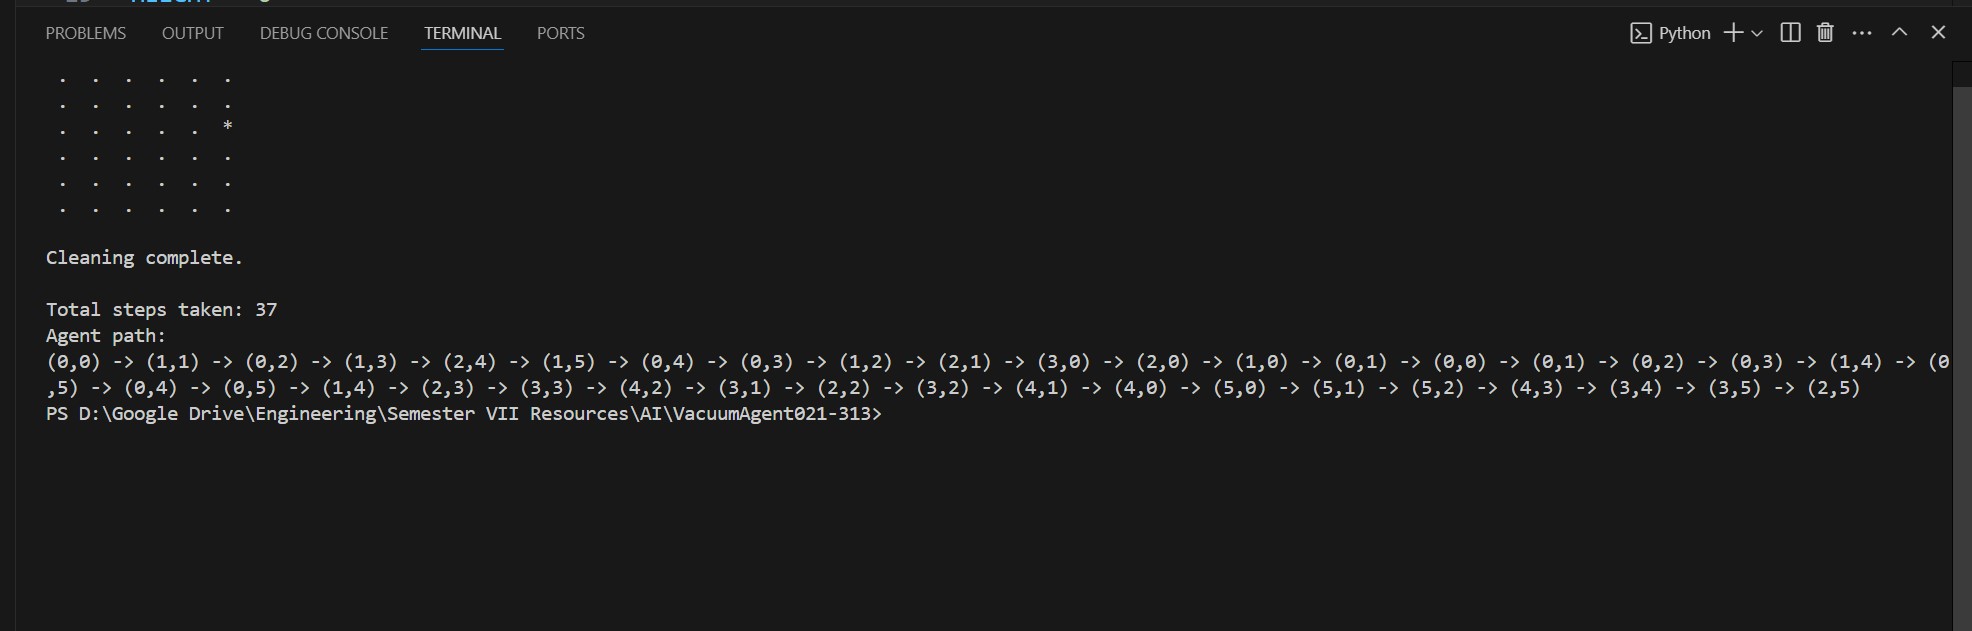 PROBLEMS OUTPUT DEBUG CONSOLE TERMINAL PORTS Python
. . . . . .
. . . . . .
. . . . . *
. . . . . .
. . . . . .
. . . . . .
Cleaning complete.
Total steps taken: 37
Agent path:
(0,0) -> (1,1) -> (0,2) -> (1,3) -> (2,4) -> (1,5) -> (0,4) -> (0,3) -> (1,2) -> (2,1) -> (3,0) -> (2,0) -> (1,0) -> (0,1) -> (0,0) -> (0,1) -> (0,2) -> (0,3) -> (1,4) -> (0
,5) -> (0,4) -> (0,5) -> (1,4) -> (2,3) -> (3,3) -> (4,2) -> (3,1) -> (2,2) -> (3,2) -> (4,1) -> (4,0) -> (5,0) -> (5,1) -> (5,2) -> (4,3) -> (3,4) -> (3,5) -> (2,5)
PS D:\Google Drive\Engineering\Semester VII Resources\AI\VacuumAgent021-313>